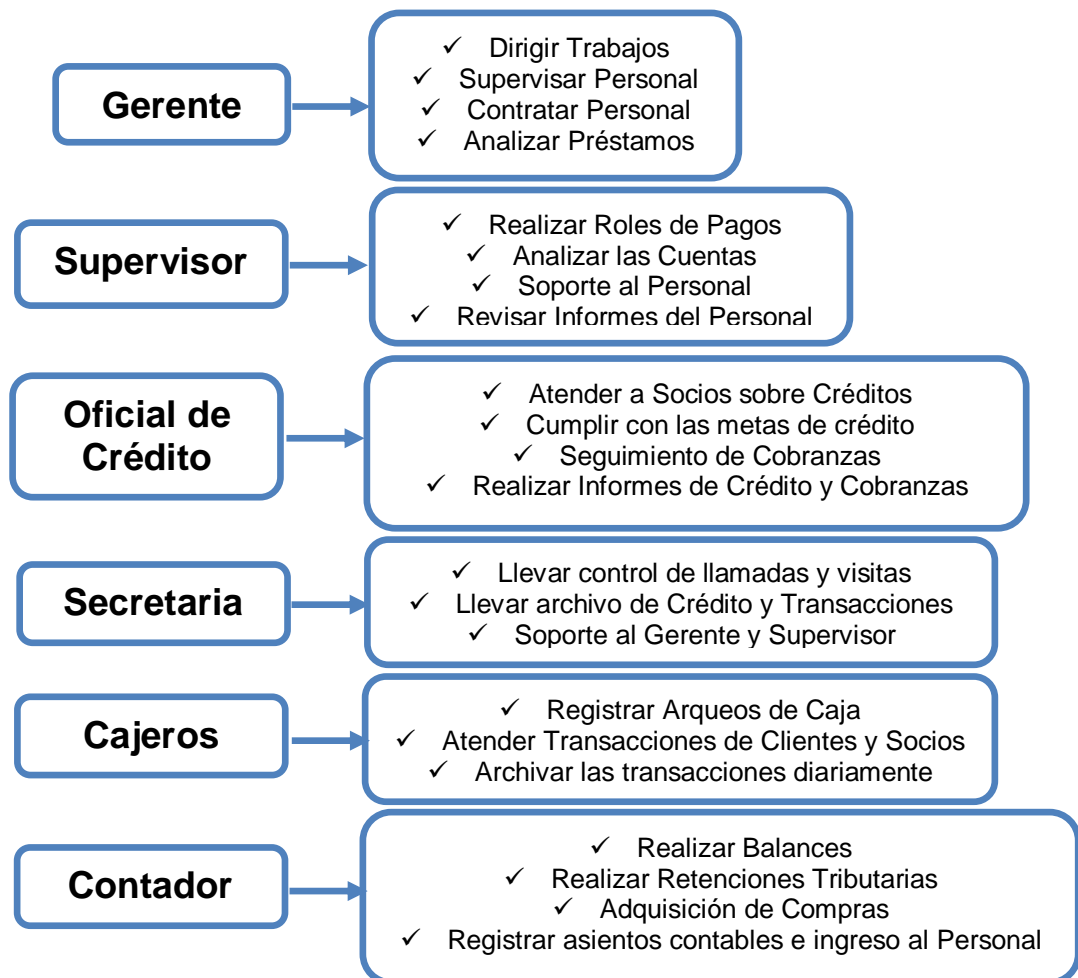 Gerente
✓ Dirigir Trabajos
✓ Supervisar Personal
✓ Contratar Personal
✓ Analizar Préstamos
Supervisor
✓ Realizar Roles de Pagos
✓ Analizar las Cuentas
✓ Soporte al Personal
✓ Revisar Informes del Personal
Oficial de
Crédito
✓ Atender a Socios sobre Créditos
✓ Cumplir con las metas de crédito
✓ Seguimiento de Cobranzas
✓ Realizar Informes de Crédito y Cobranzas
Secretaria
✓ Llevar control de llamadas y visitas
✓ Llevar archivo de Crédito y Transacciones
✓ Soporte al Gerente y Supervisor
Cajeros
✓ Registrar Arqueos de Caja
✓ Atender Transacciones de Clientes y Socios
✓ Archivar las transacciones diariamente
Contador
✓ Realizar Balances
✓ Realizar Retenciones Tributarias
✓ Adquisición de Compras
✓ Registrar asientos contables e ingreso al Personal